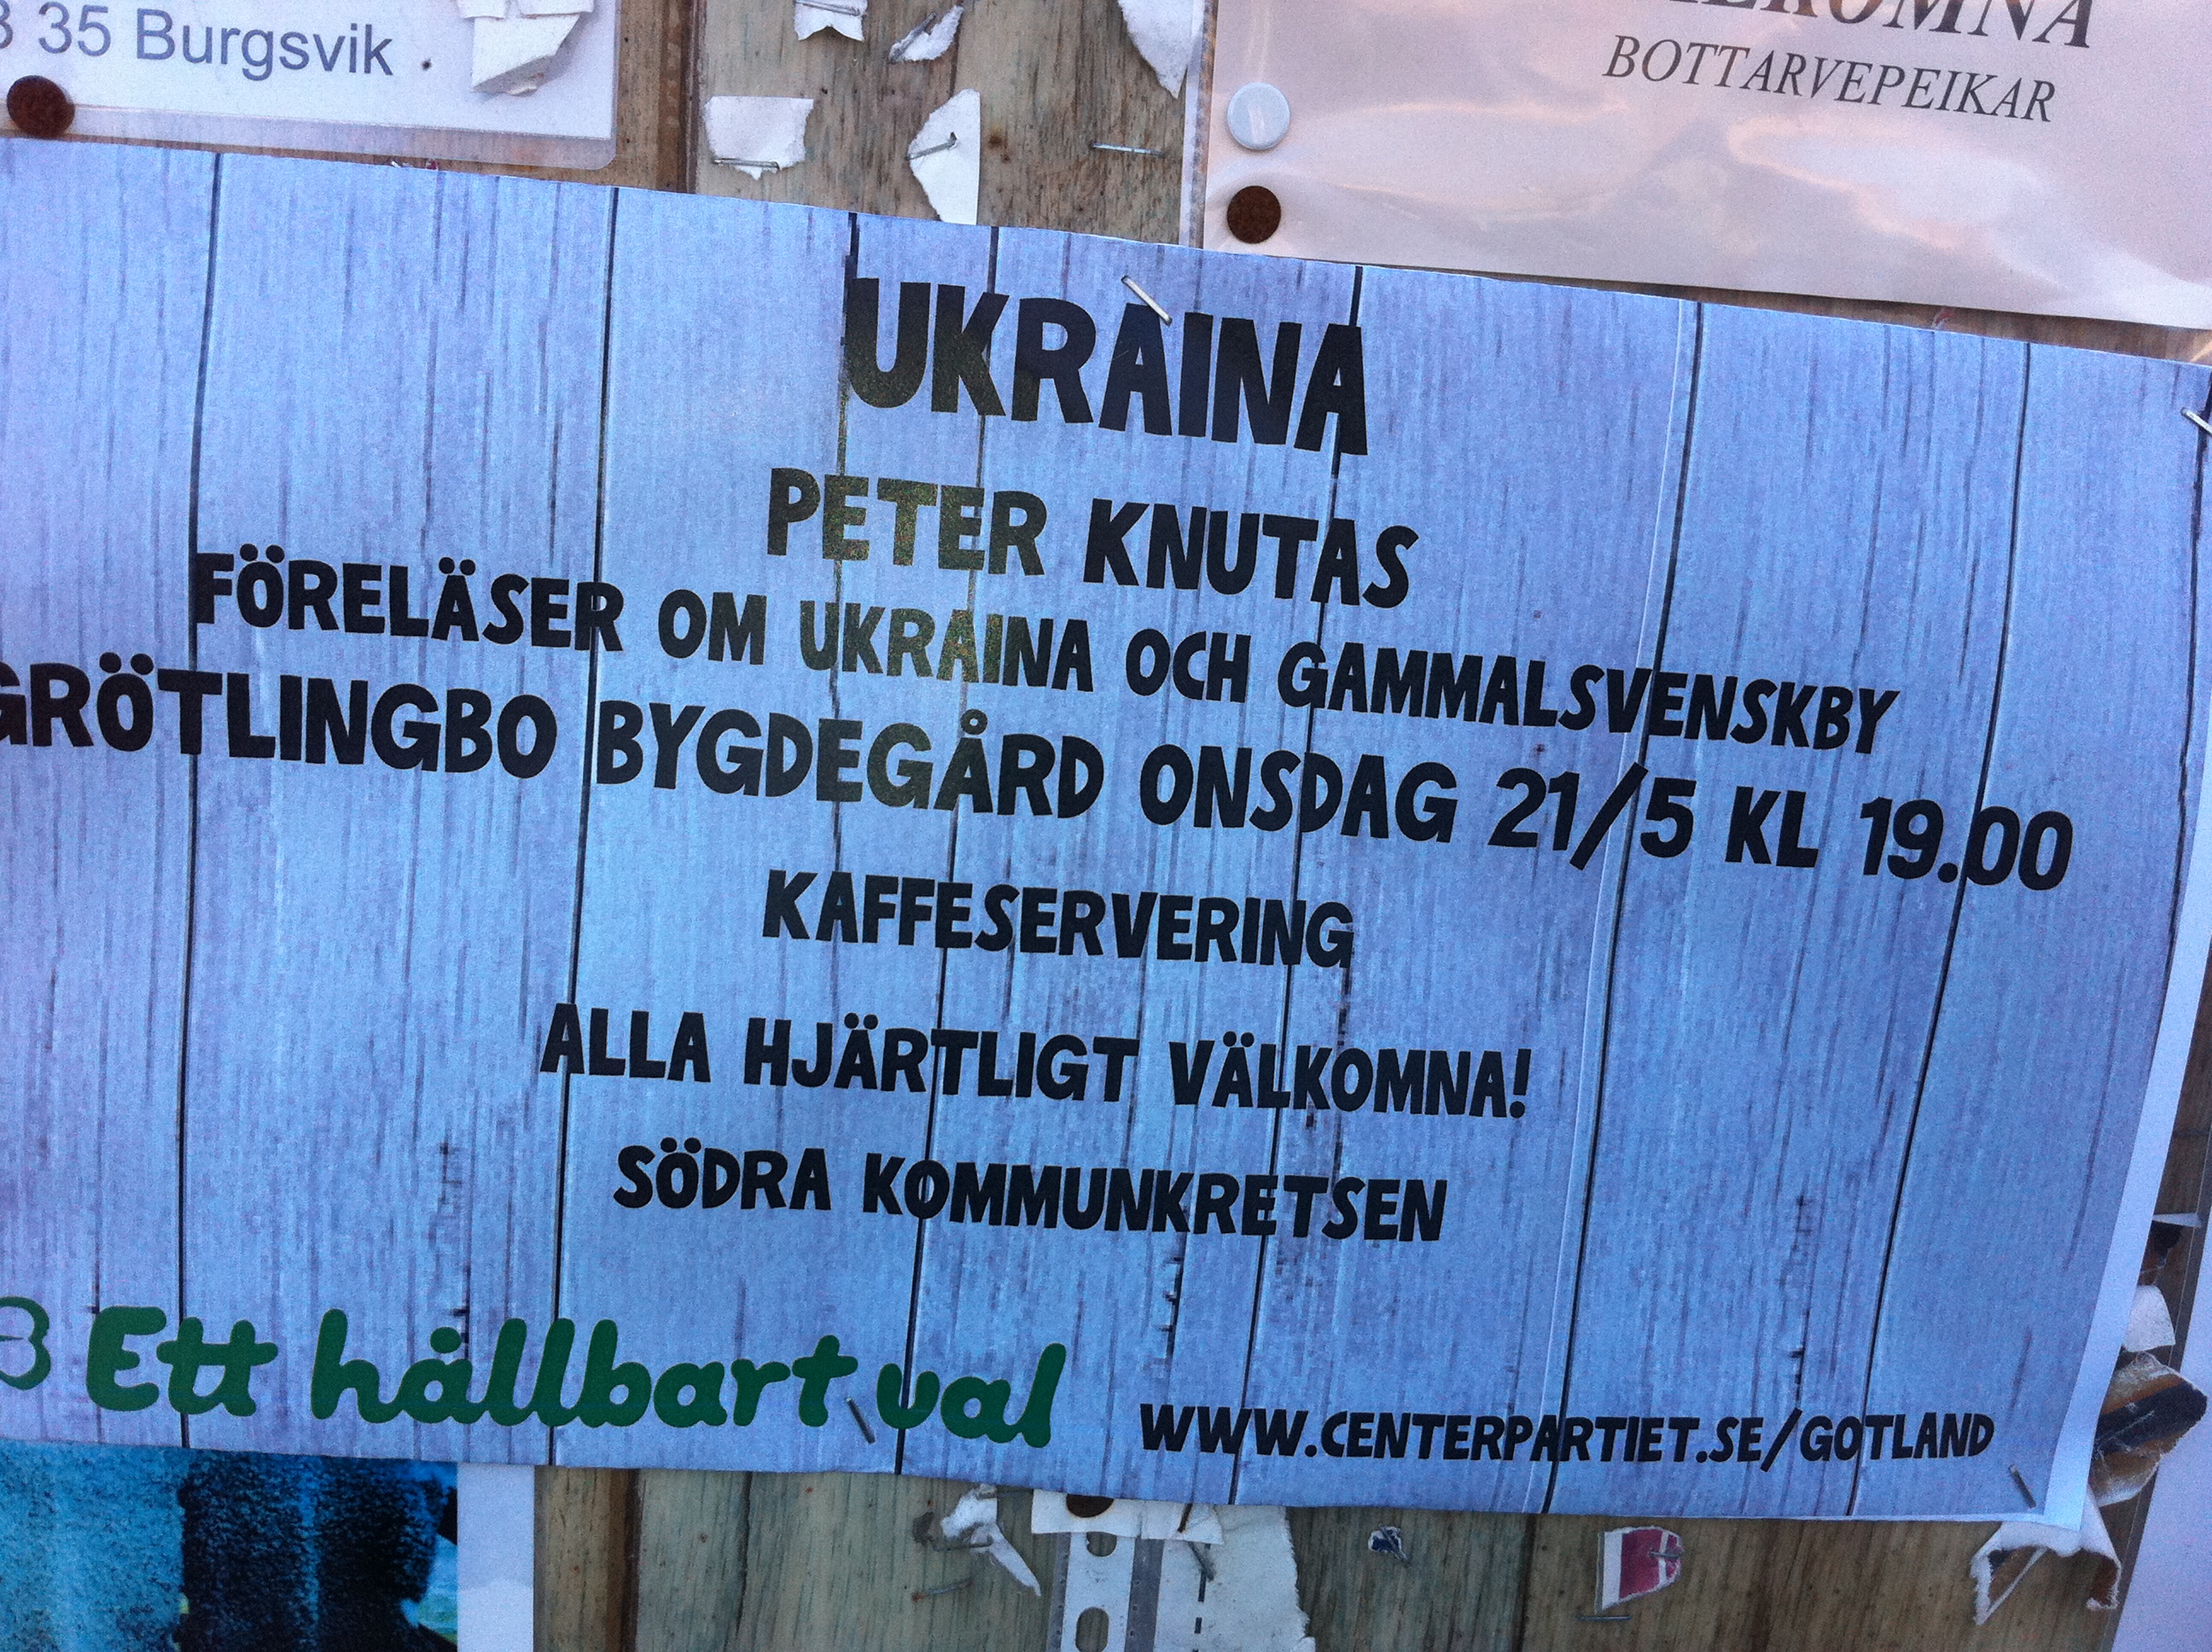 35 Burgsvik
VÄLKOMNA
BOTTARVEPEIKAR
UKRAINA
PETER KNUTAS
FÖRELÄSER OM UKRAINA OCH GAMMALSVENSKBY
GRÖTLINGBO BYGDEGÅRD ONSDAG 21/5 KL 19.00
KAFFESERVERING
ALLA HJÄRTLIGT VÄLKOMNA!
SÖDRA KOMMUNKRETSEN
Ett hållbart val
WWW.CENTERPARTIET.SE/GOTLAND